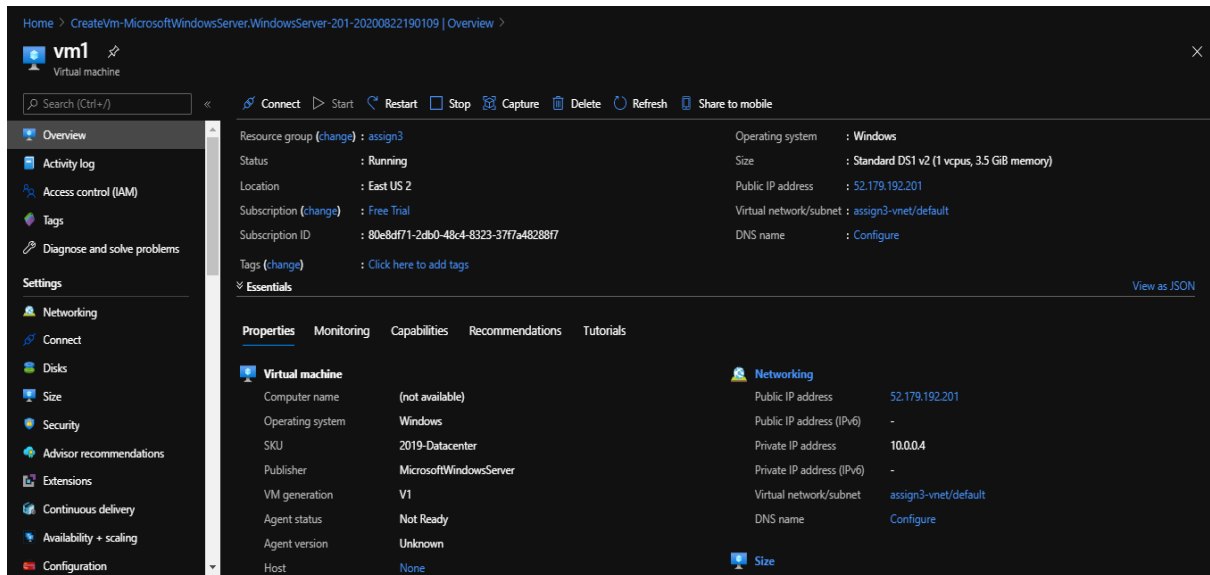 Home > CreateVm-MicrosoftWindowsServer.WindowsServer-201-20200822190109 | Overview >
vm1
Virtual machine
Search (Ctrl+/)
«
Connect Start Restart Stop Capture Delete Refresh Share to mobile
Overview
Activity log
Access control (IAM)
Tags
Diagnose and solve problems
Settings
Networking
Connect
Disks
Size
Security
Advisor recommendations
Extensions
Continuous delivery
Availability + scaling
Configuration
Resource group (change) : assign3
Status : Running
Location : East US 2
Subscription (change) : Free Trial
Subscription ID : 80e8df71-2db0-48c4-8323-37f7a48288f7
Tags (change) : Click here to add tags
Operating system : Windows
Size : Standard DS1 v2 (1 vcpus, 3.5 GiB memory)
Public IP address : 52.179.192.201
Virtual network/subnet : assign3-vnet/default
DNS name : Configure
Essentials
View as JSON
Properties Monitoring Capabilities Recommendations Tutorials
Virtual machine
Computer name (not available)
Operating system Windows
SKU 2019-Datacenter
Publisher MicrosoftWindowsServer
VM generation V1
Agent status Not Ready
Agent version Unknown
Host None
Networking
Public IP address 52.179.192.201
Public IP address (IPv6) -
Private IP address 10.0.0.4
Private IP address (IPv6) -
Virtual network/subnet assign3-vnet/default
DNS name Configure
Size